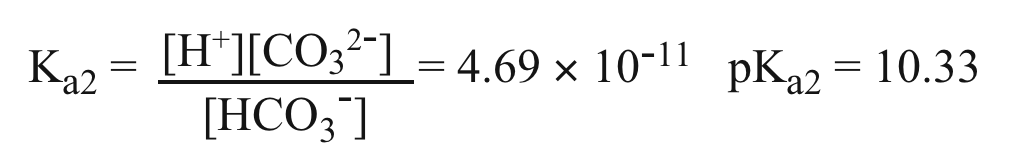 Kₐ₂ = [H⁺][CO₃²⁻] / [HCO₃⁻] = 4.69 × 10⁻¹¹ pKₐ₂ = 10.33